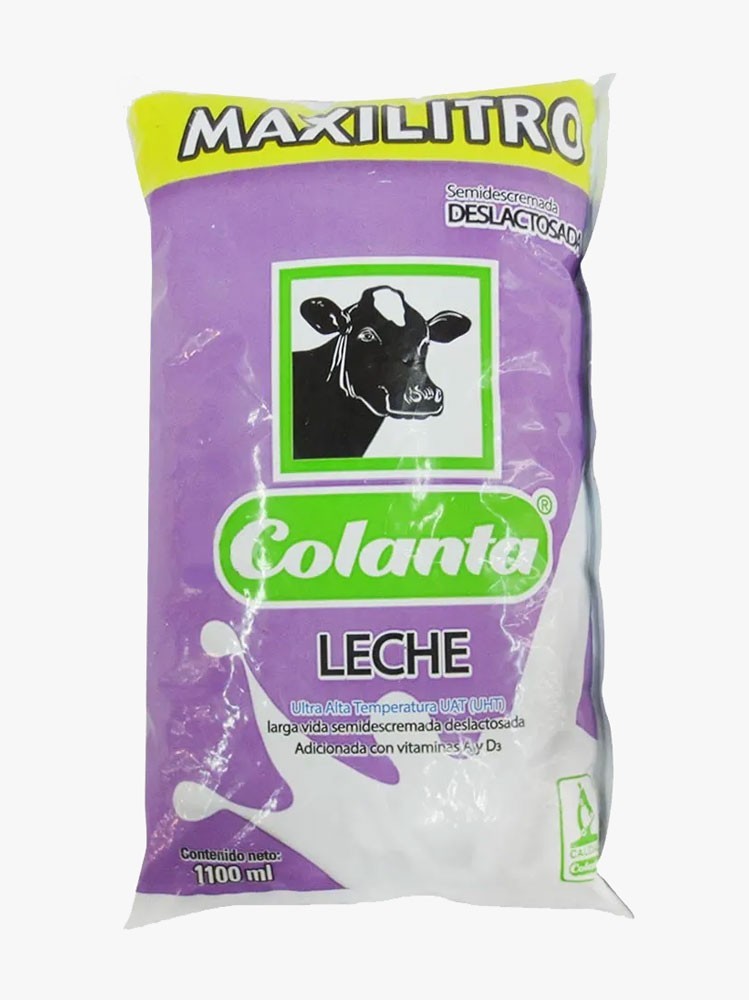 MAXILITRO
Semidescremada
DESLACTOSADA
Colanta®
LECHE
Ultra Alta Temperatura UAT (UHT)
larga vida semidescremada deslactosada
Adicionada con vitaminas A y D3
Contenido neto:
1100 ml